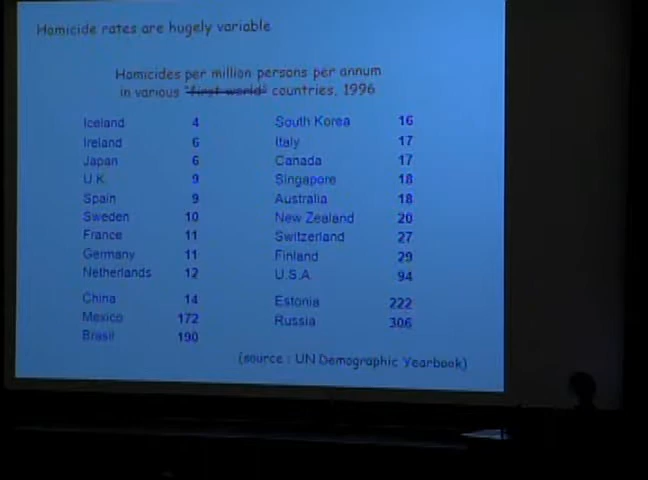 Homicide rates are hugely variable
Homicides per million persons per annum
in various "first world" countries, 1996
Iceland 4
Ireland 6
Japan 6
U.K. 9
Spain 9
Sweden 10
France 11
Germany 11
Netherlands 12
China 14
Mexico 172
Brasil 190
South Korea 16
Italy 17
Canada 17
Singapore 18
Australia 18
New Zealand 20
Switzerland 27
Finland 29
U.S.A. 94
Estonia 222
Russia 306
(source : UN Demographic Yearbook)